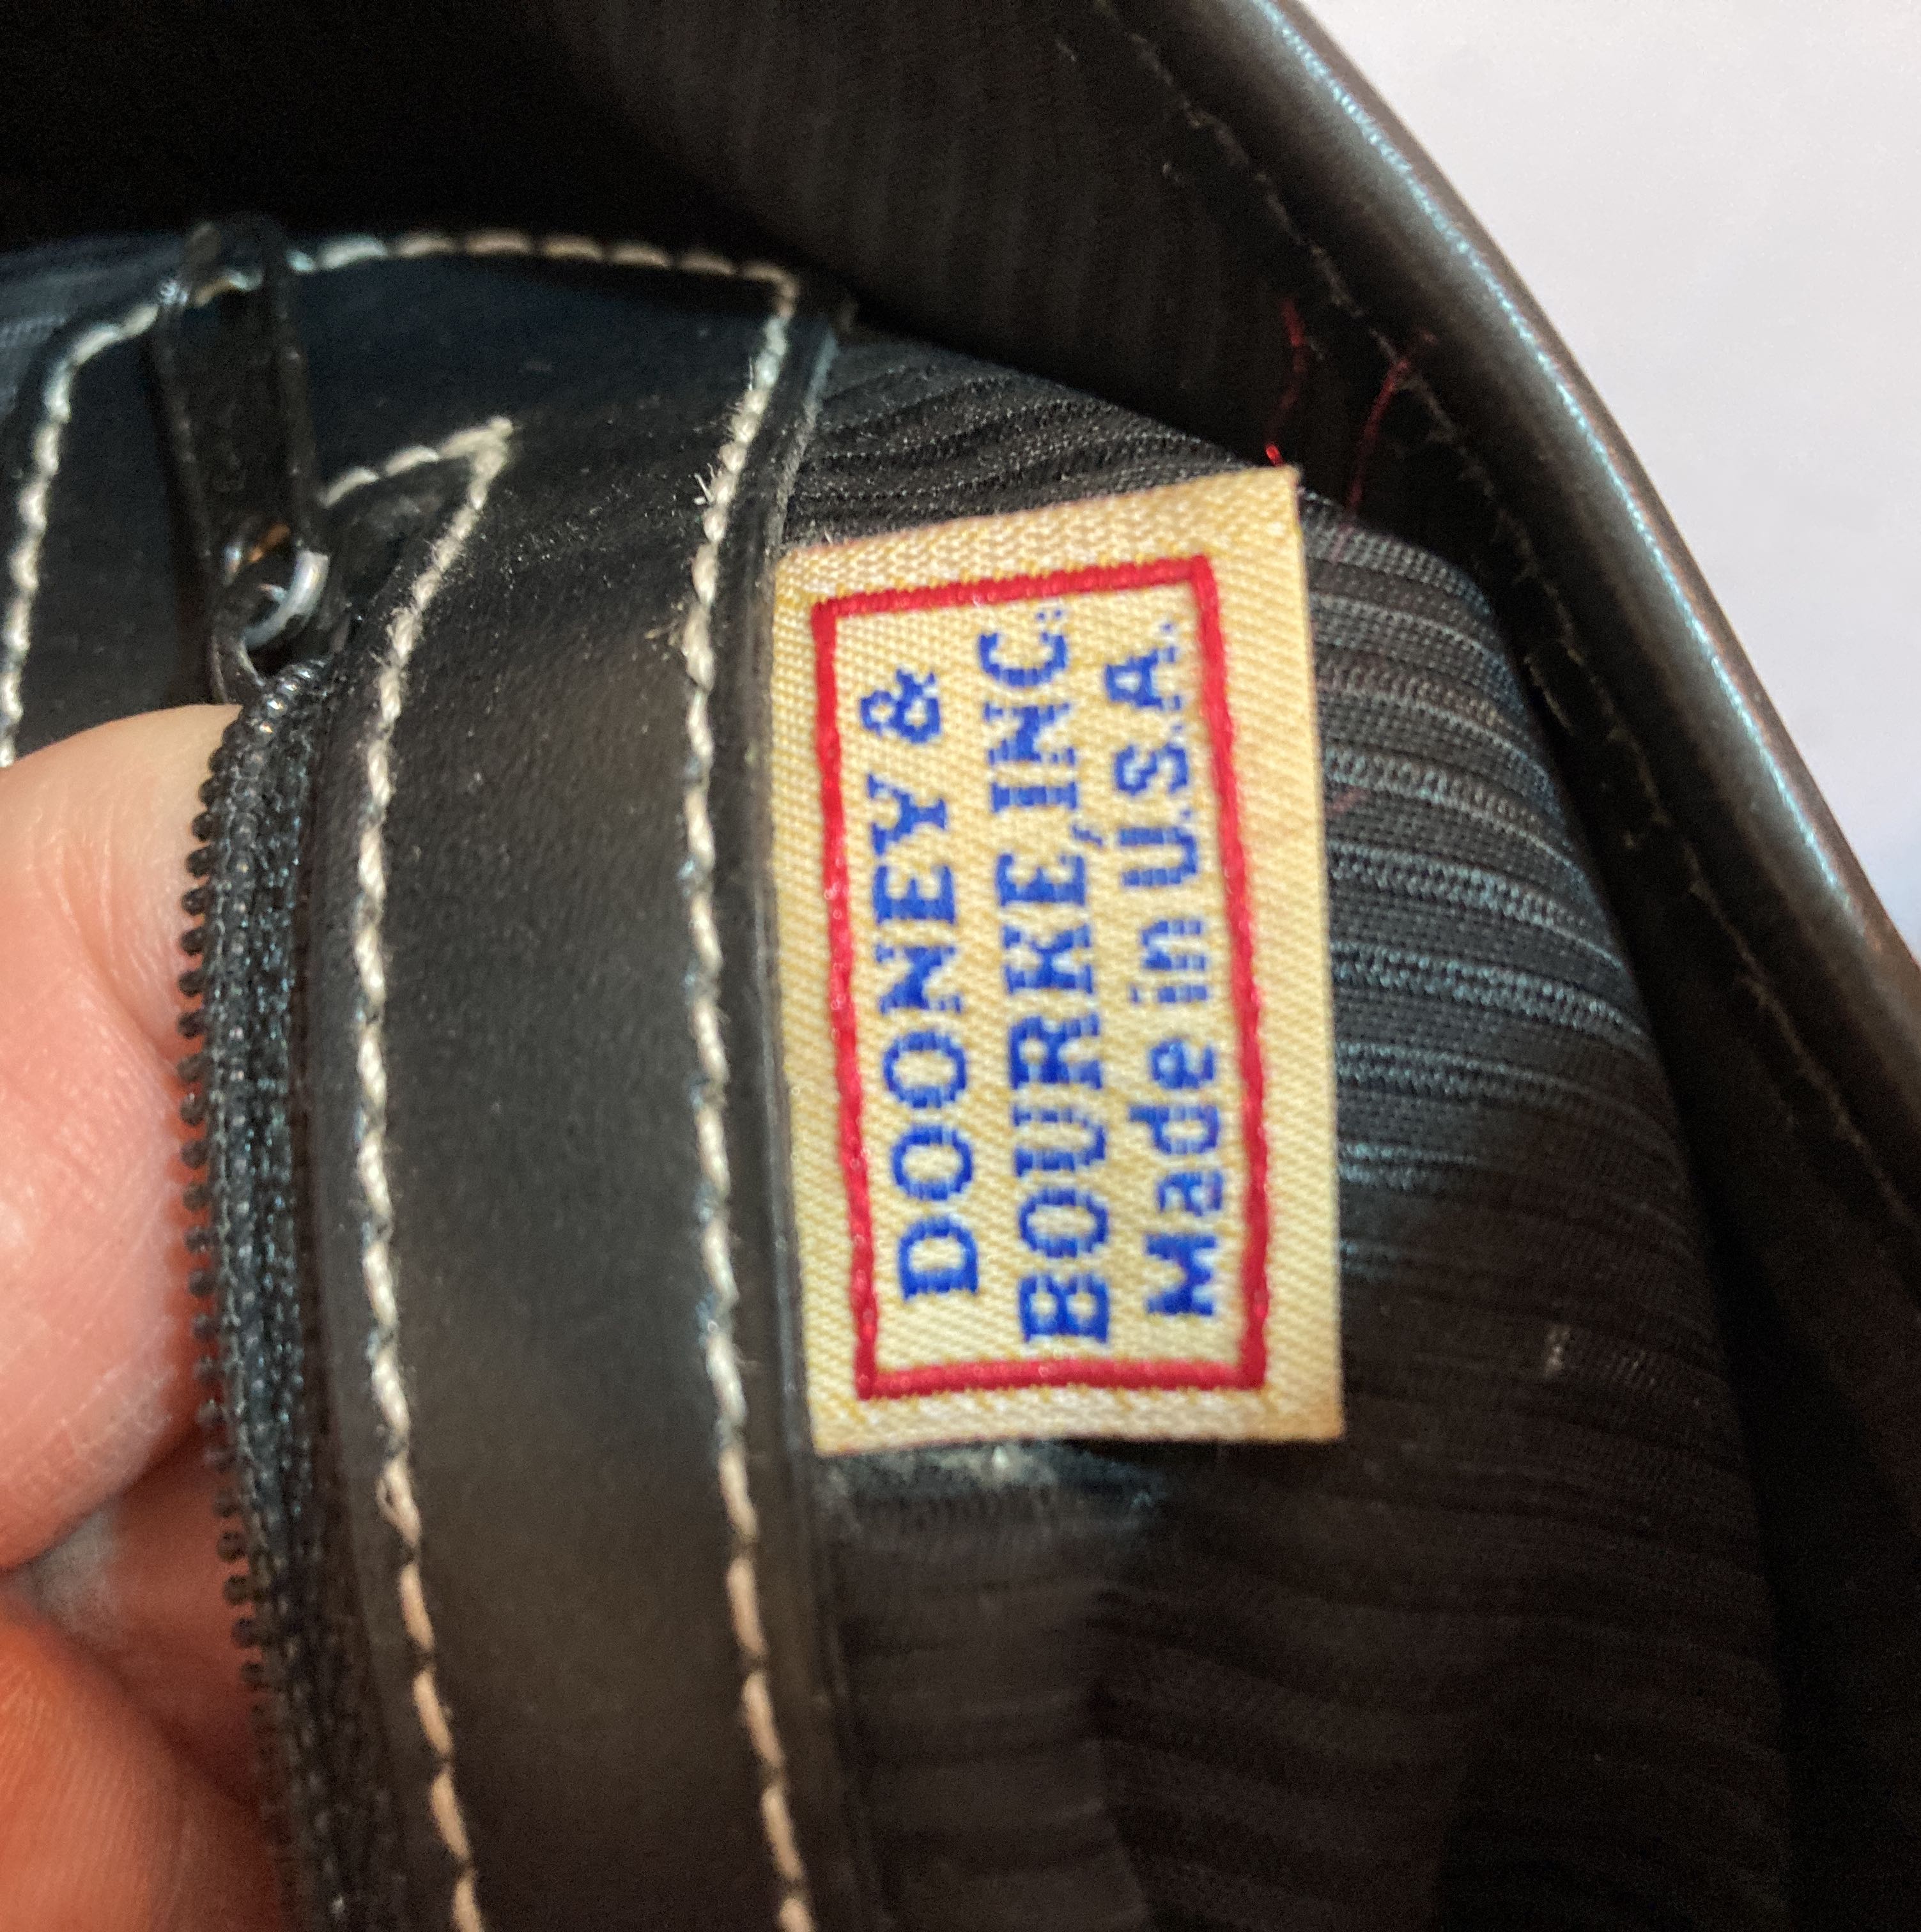 DOONEY &
BOURKE, INC.
Made in U.S.A.